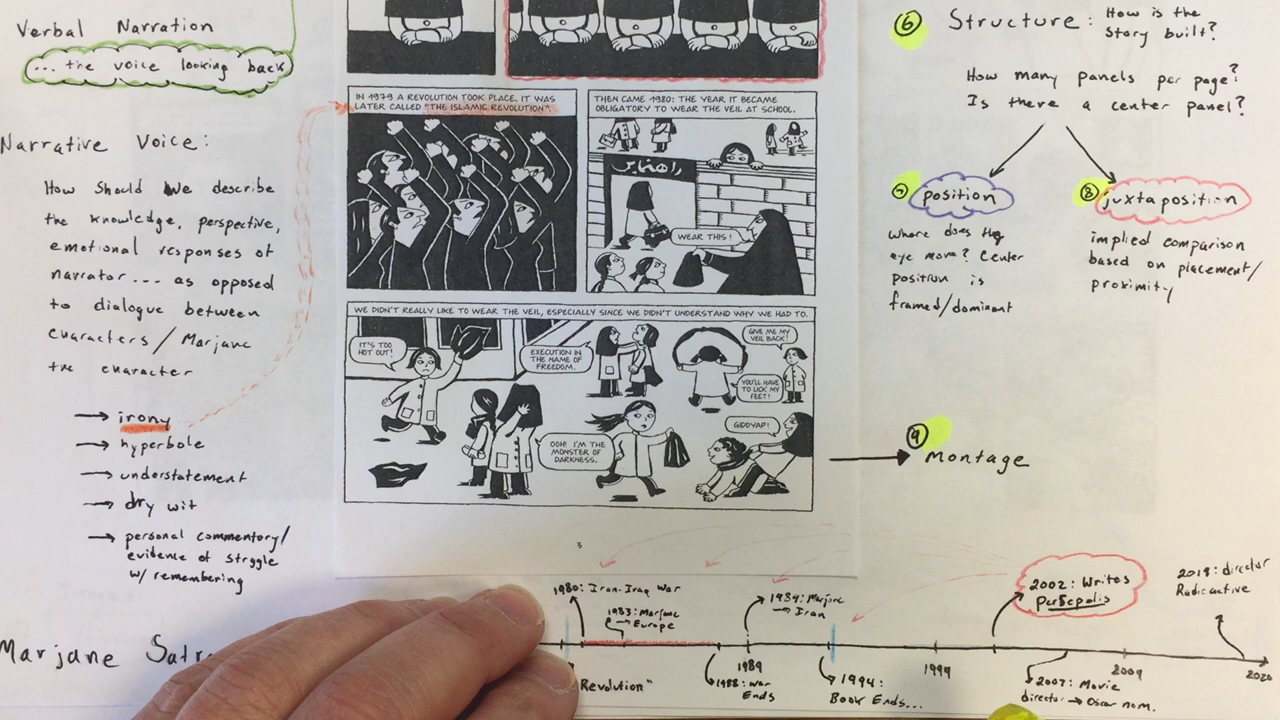 Verbal Narration
... the voice looking back
Narrative Voice:
How should we describe
the knowledge, perspective,
emotional responses of
narrator... as opposed
to dialogue between
characters / Marjane
the character
→ irony
→ hyperbole
→ understatement
→ dry wit
→ personal commentary/
evidence of strggle
w/ remembering
IN 1979 A REVOLUTION TOOK PLACE. IT WAS
LATER CALLED "THE ISLAMIC REVOLUTION".
THEN CAME 1980: THE YEAR IT BECAME
OBLIGATORY TO WEAR THE VEIL AT SCHOOL.
WEAR THIS!
WE DIDN'T REALLY LIKE TO WEAR THE VEIL, ESPECIALLY SINCE WE DIDN'T UNDERSTAND WHY WE HAD TO.
IT'S TOO
HOT OUT!
EXECUTION IN
THE NAME OF
FREEDOM.
GIVE ME MY
VEIL BACK!
YOU'LL HAVE
TO LICK MY
FEET!
OOH! I'M THE
MONSTER OF
DARKNESS.
GIDDYAP!
3
6 Structure: How is the
story built?
How many panels per page?
Is there a center panel?
7 position
where does the
eye move? Center
position is
framed/dominant
8 juxtaposition
implied comparison
based on placement/
proximity
9 Montage
Marjane Satr
1980: Iran-Iraq War
1983: Marjane
→ Europe
Revolution"
1988: War
Ends
1989
1989: Marjane
→ Iran
1994:
Book Ends...
1999
2002: Writes
Persepolis
2007: Movie
director → Oscar nom.
2009
2019: director
Radioactive
2020